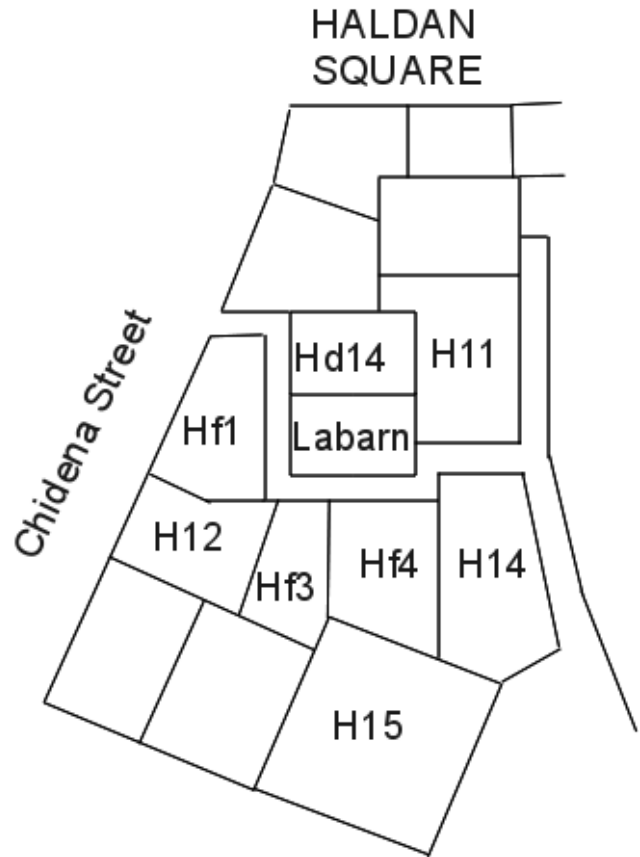 HALDAN
SQUARE
Hd14
H11
Labarn
Hf1
Chidena Street
H12
Hf3
Hf4
H14
H15